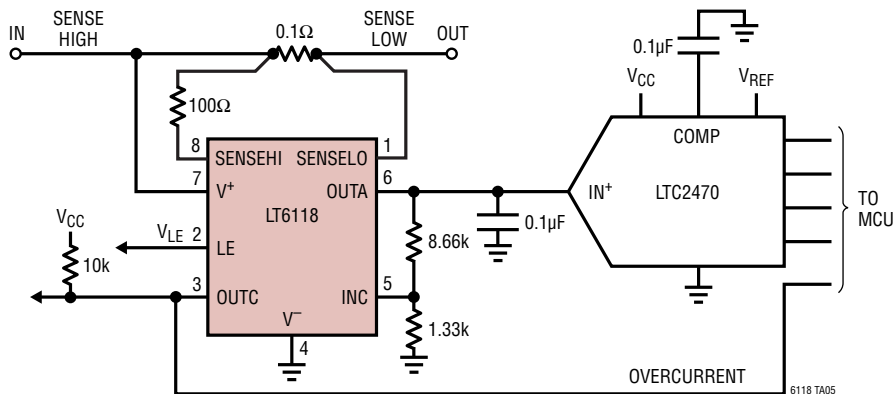 IN
SENSE
HIGH
0.1Ω
SENSE
LOW
OUT
100Ω
0.1µF
VCC
VREF
COMP
IN+
LTC2470
TO
MCU
8
SENSEHI
SENSELO
1
7
V+
OUTA
6
LT6118
VCC
VLE
2
LE
10k
8.66k
0.1µF
3
OUTC
INC
5
V−
4
1.33k
OVERCURRENT
6118 TA05